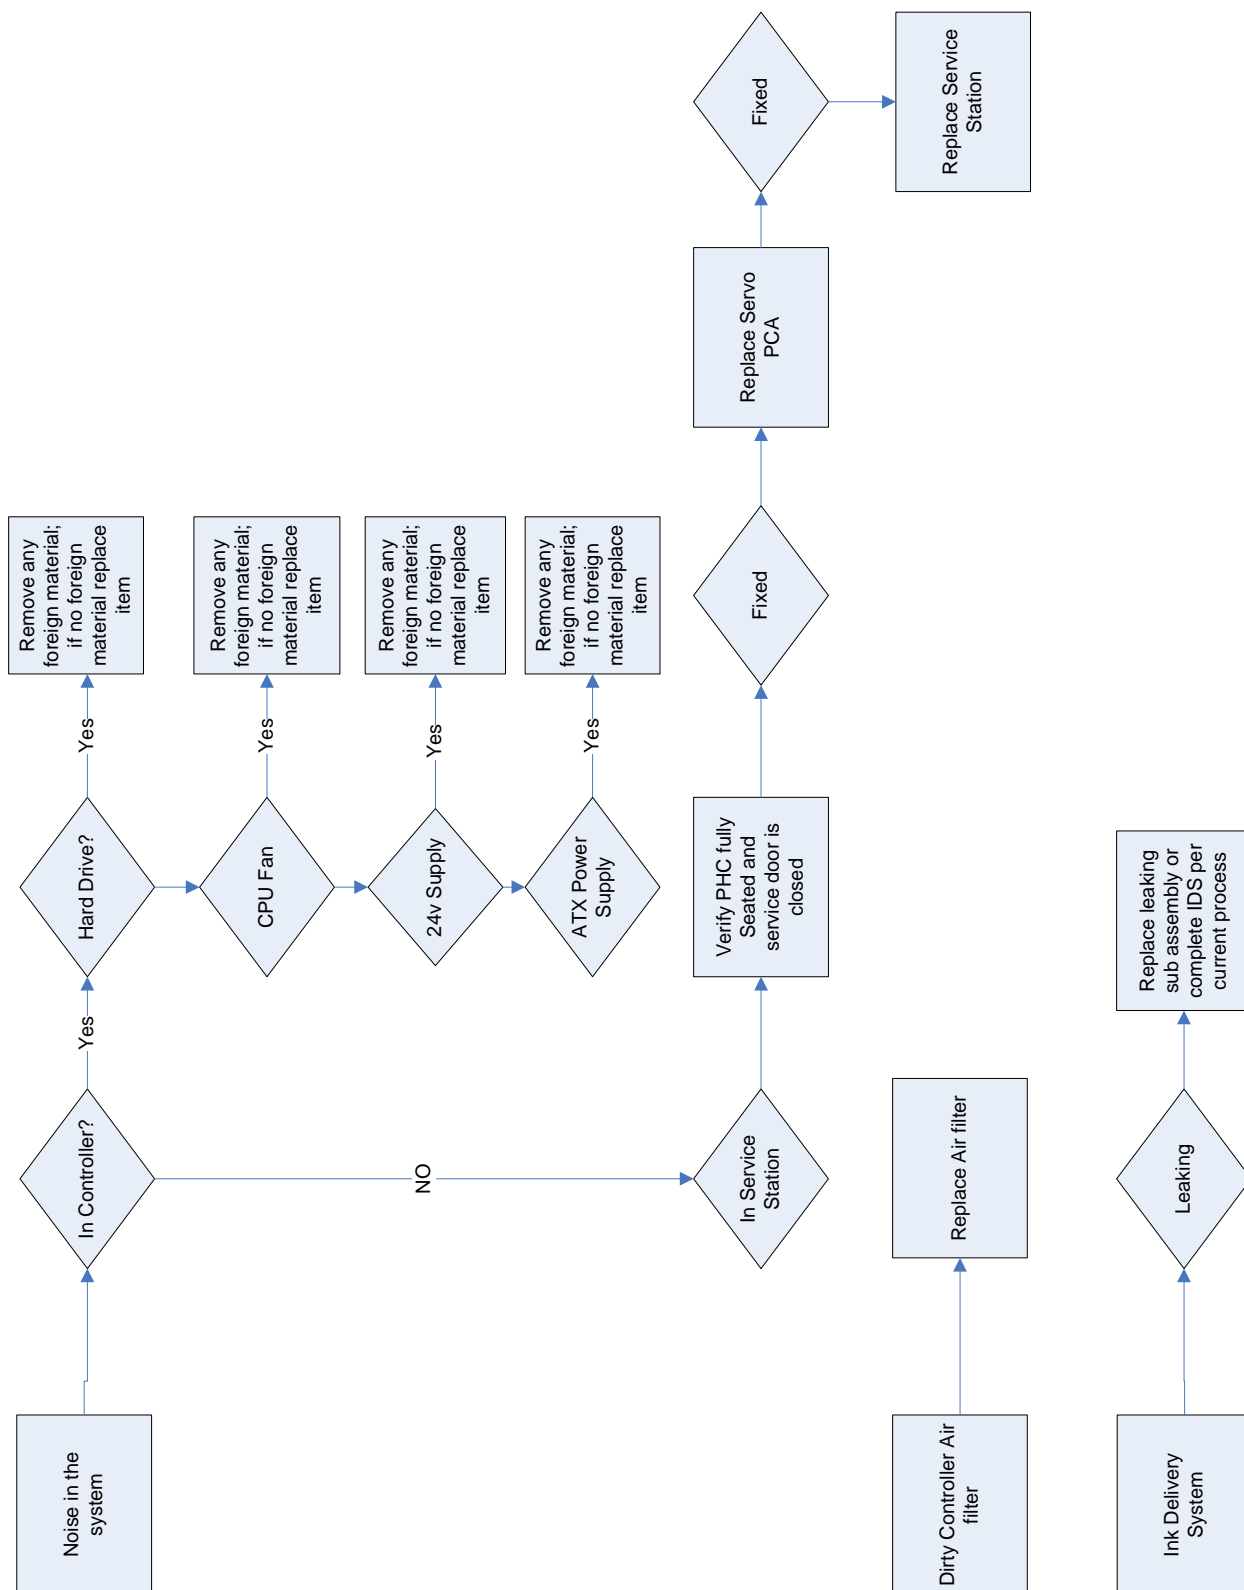 Noise in the
system
In Controller?
Yes
Hard Drive?
Yes
Remove any
foreign material;
if no foreign
material replace
item
CPU Fan
Yes
Remove any
foreign material;
if no foreign
material replace
item
24v Supply
Yes
Remove any
foreign material;
if no foreign
material replace
item
ATX Power
Supply
Yes
Remove any
foreign material;
if no foreign
material replace
item
NO
In Service
Station
Verify PHC fully
Seated and
service door is
closed
Fixed
Replace Servo
PCA
Fixed
Replace Service
Station
Dirty Controller Air
filter
Replace Air filter
Ink Delivery
System
Leaking
Replace leaking
sub assembly or
complete IDS per
current process